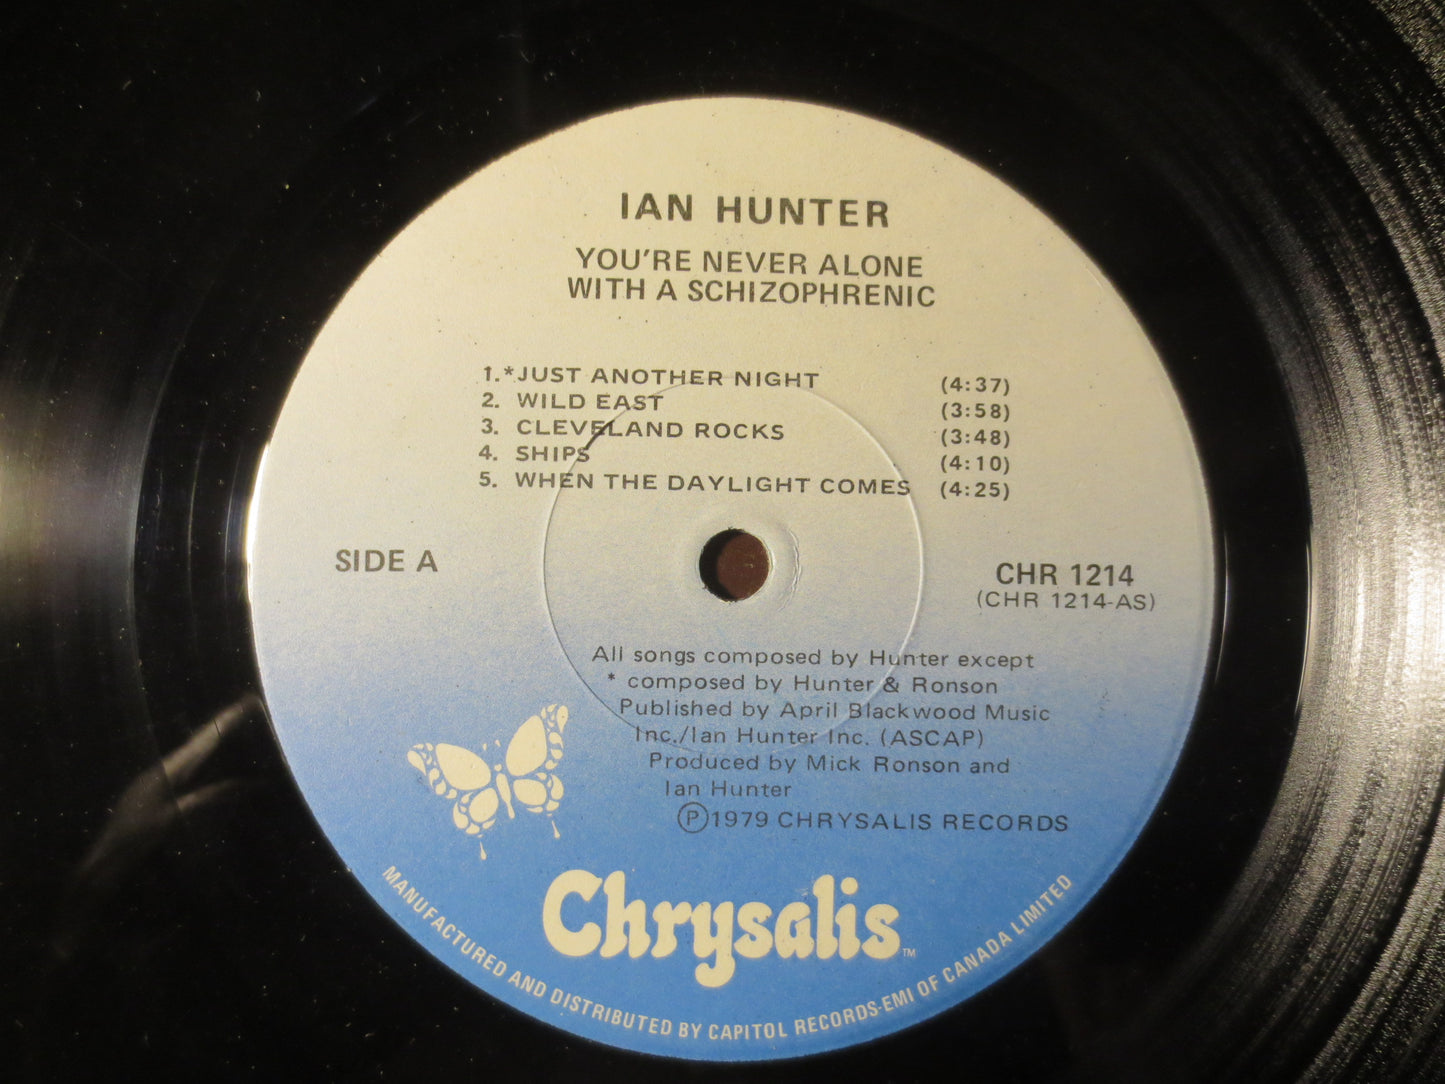 IAN HUNTER
YOU'RE NEVER ALONE
WITH A SCHIZOPHRENIC
1.*JUST ANOTHER NIGHT (4:37)
2. WILD EAST (3:58)
3. CLEVELAND ROCKS (3:48)
4. SHIPS (4:10)
5. WHEN THE DAYLIGHT COMES (4:25)
SIDE A
CHR 1214
(CHR 1214-AS)
All songs composed by Hunter except
* composed by Hunter & Ronson
Published by April Blackwood Music
Inc./Ian Hunter Inc. (ASCAP)
Produced by Mick Ronson and
Ian Hunter
Ⓟ1979 CHRYSALIS RECORDS
Chrysalis™
MANUFACTURED AND DISTRIBUTED BY CAPITOL RECORDS-EMI OF CANADA LIMITED